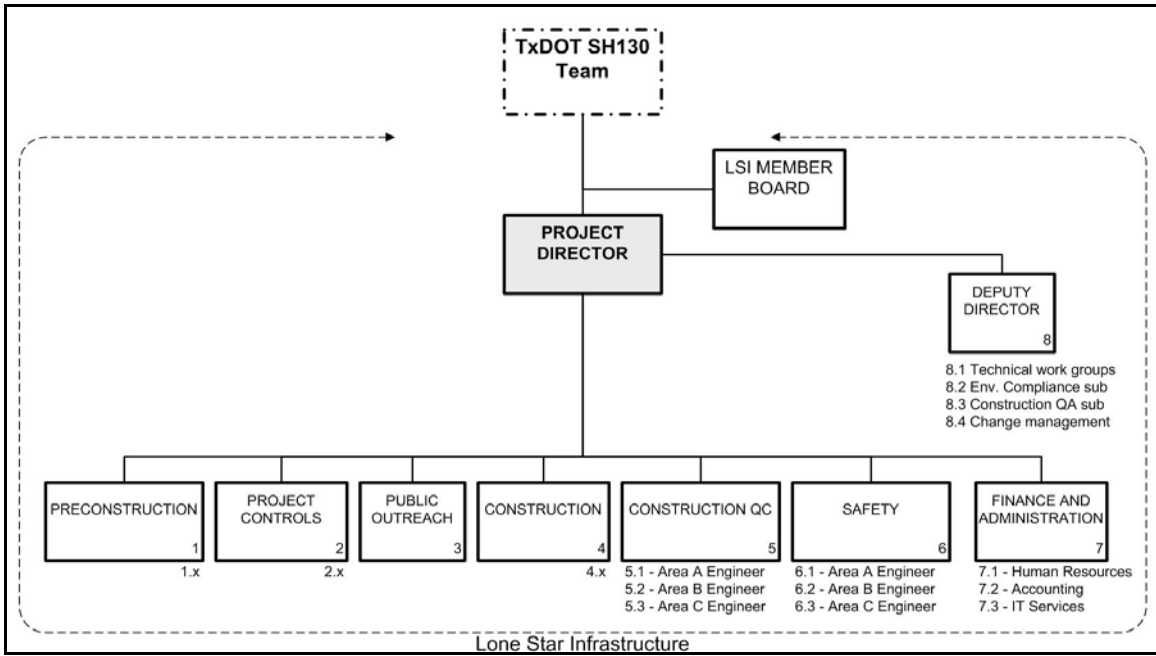 TxDOT SH130
Team
LSI MEMBER
BOARD
PROJECT
DIRECTOR
DEPUTY
DIRECTOR
8
8.1 Technical work groups
8.2 Env. Compliance sub
8.3 Construction QA sub
8.4 Change management
PRECONSTRUCTION
1
1.x
PROJECT
CONTROLS
2
2.x
PUBLIC
OUTREACH
3
CONSTRUCTION
4
4.x
CONSTRUCTION QC
5
5.1 - Area A Engineer
5.2 - Area B Engineer
5.3 - Area C Engineer
SAFETY
6
6.1 - Area A Engineer
6.2 - Area B Engineer
6.3 - Area C Engineer
FINANCE AND
ADMINISTRATION
7
7.1 - Human Resources
7.2 - Accounting
7.3 - IT Services
Lone Star Infrastructure